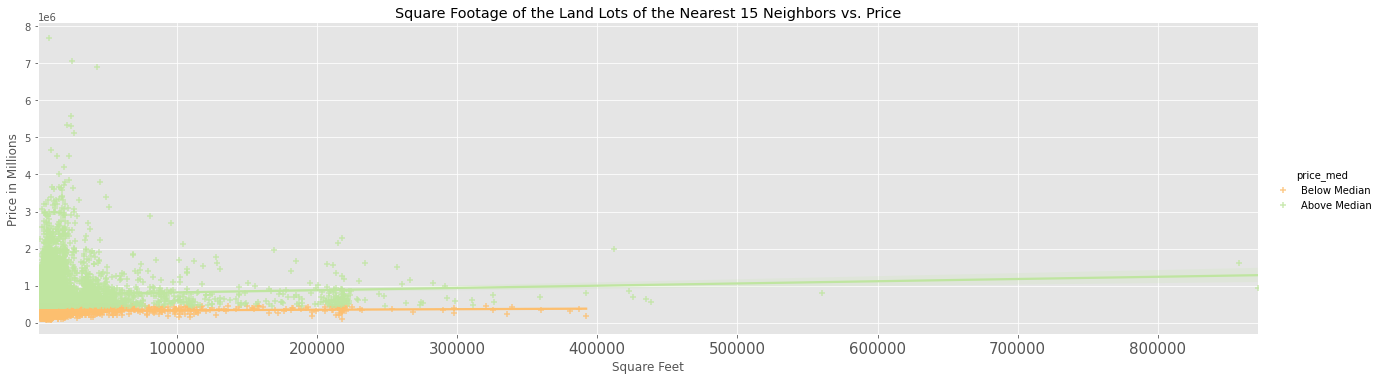 Square Footage of the Land Lots of the Nearest 15 Neighbors vs. Price
1e6
8
7
6
5
4
3
2
1
0
Price in Millions
100000 200000 300000 400000 500000 600000 700000 800000
Square Feet
price_med
Below Median
Above Median